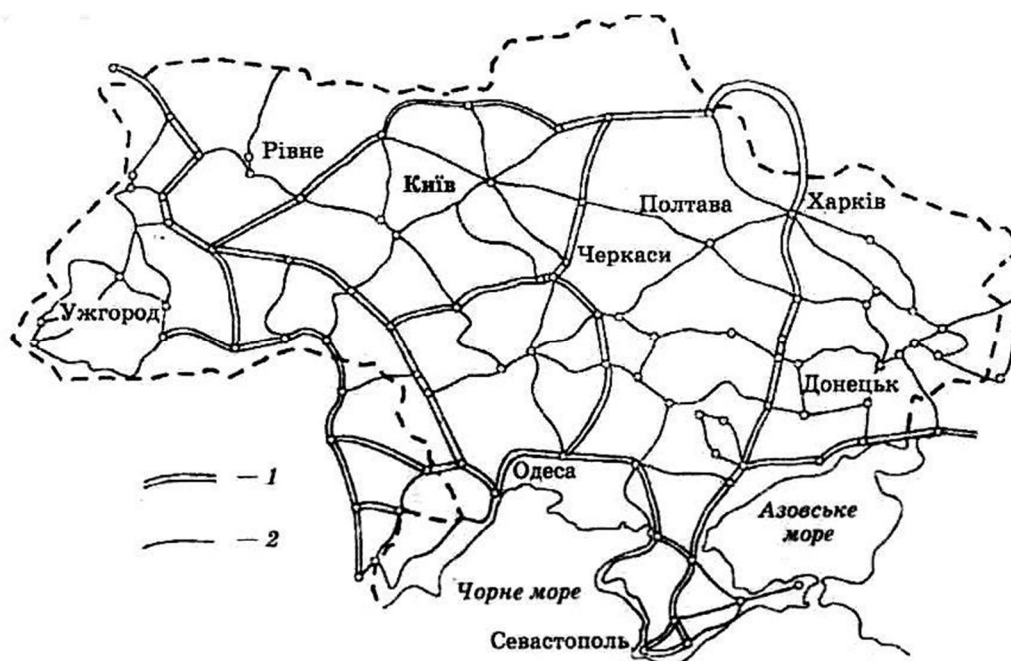 Рівне
Київ
Полтава
Харків
Черкаси
Ужгород
Донецьк
Одеса
Азовське
море
Чорне море
Севастополь
– 1
– 2